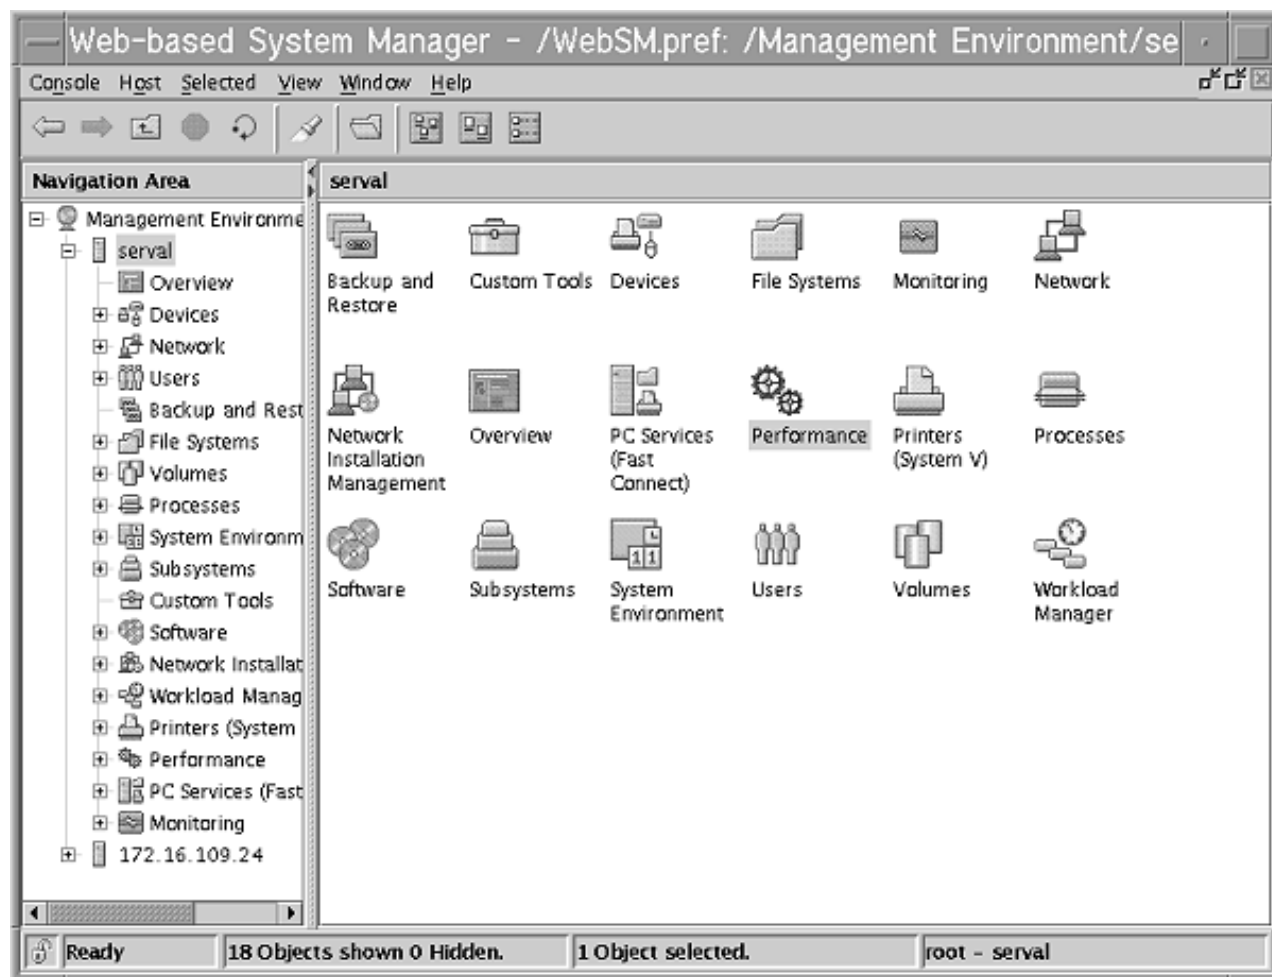 Web-based System Manager - /WebSM.pref: /Management Environment/se
Console Host Selected View Window Help
Navigation Area
serval
Management Environme
serval
Overview
Devices
Network
Users
Backup and Rest
File Systems
Volumes
Processes
System Environm
Subsystems
Custom Tools
Software
Network Installat
Workload Manag
Printers (System
Performance
PC Services (Fast
Monitoring
172.16.109.24
Backup and
Restore
Custom Tools
Devices
File Systems
Monitoring
Network
Network
Installation
Management
Overview
PC Services
(Fast
Connect)
Performance
Printers
(System V)
Processes
Software
Subsystems
System
Environment
Users
Volumes
Workload
Manager
Ready
18 Objects shown 0 Hidden.
1 Object selected.
root - serval